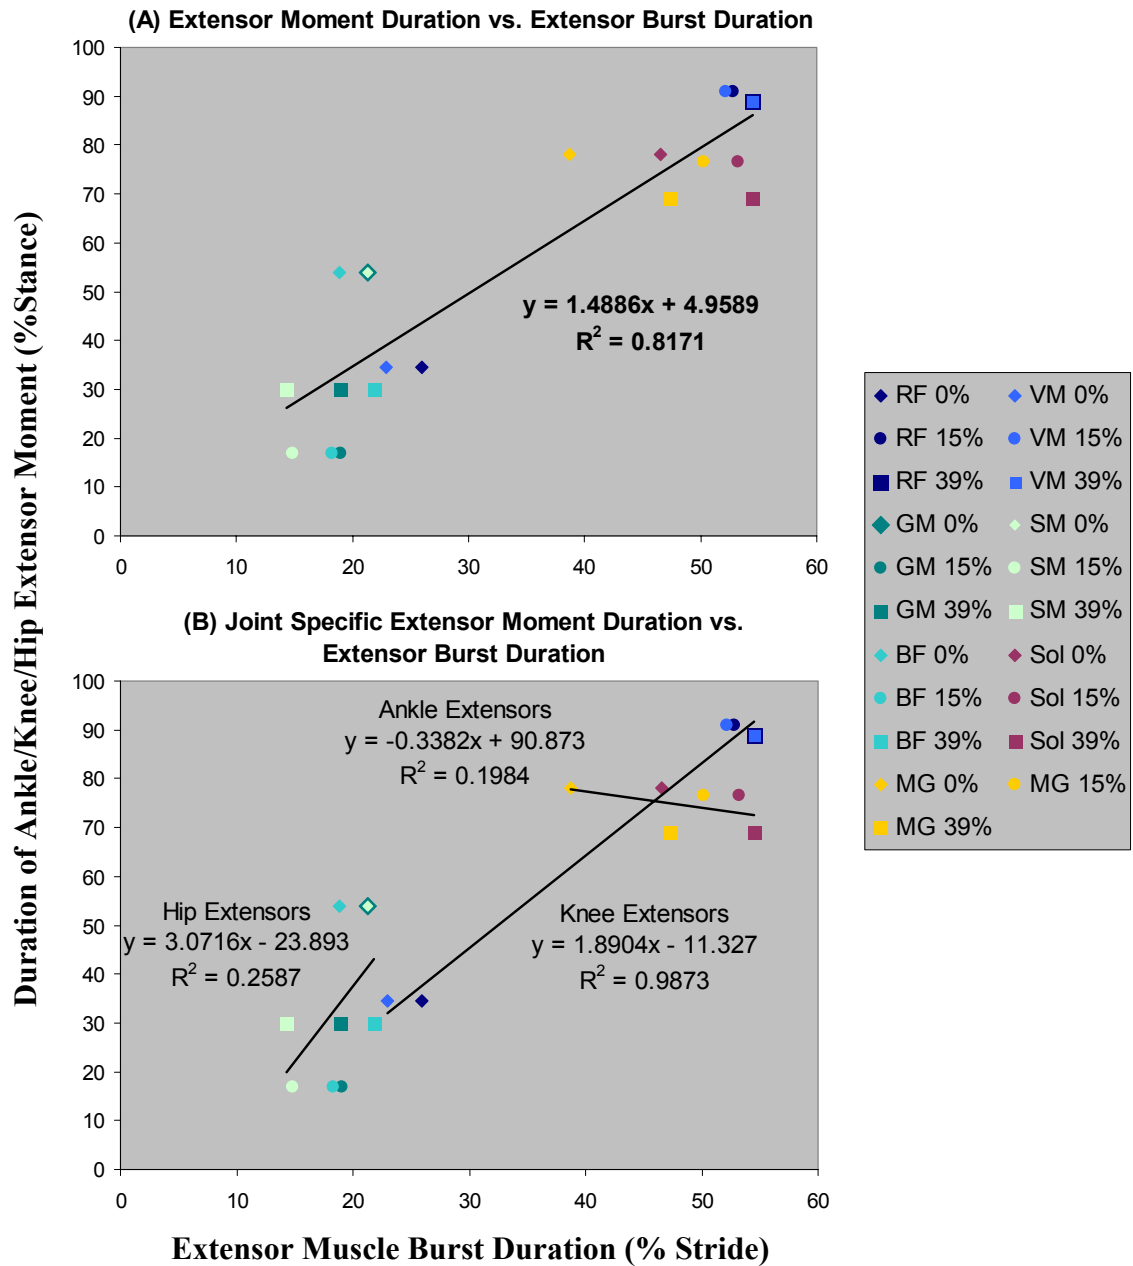 (A) Extensor Moment Duration vs. Extensor Burst Duration
100
90
80
70
60
50
40
30
20
10
0
y = 1.4886x + 4.9589
R² = 0.8171
0 10 20 30 40 50 60
(B) Joint Specific Extensor Moment Duration vs.
Extensor Burst Duration
100
90
80
70
60
50
40
30
20
10
0
Ankle Extensors
y = -0.3382x + 90.873
R² = 0.1984
Hip Extensors
y = 3.0716x - 23.893
R² = 0.2587
Knee Extensors
y = 1.8904x - 11.327
R² = 0.9873
0 10 20 30 40 50 60
Extensor Muscle Burst Duration (% Stride)
Duration of Ankle/Knee/Hip Extensor Moment (%Stance)
RF 0% VM 0%
RF 15% VM 15%
RF 39% VM 39%
GM 0% SM 0%
GM 15% SM 15%
GM 39% SM 39%
BF 0% Sol 0%
BF 15% Sol 15%
BF 39% Sol 39%
MG 0% MG 15%
MG 39%